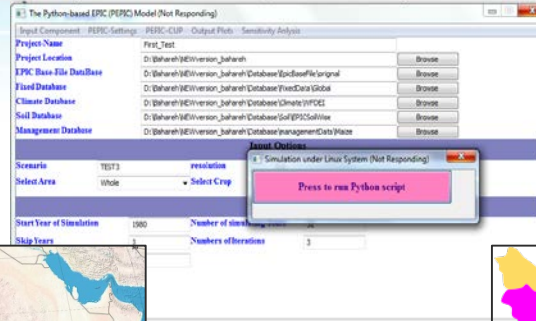 The Python-based EPIC (PEPIC) Model (Not Responding)
Input Component PEPIC-Settings PEPIC-CUP Output Plots Sensitivity Anlysis
Project-Name First_Test
Project Location D:\Bahareh\NEWversion_bahareh Browse
EPIC Base-File DataBase D:\Bahareh\NEWversion_bahareh\Database\EpicBaseFile\orignal Browse
Fixed Database D:\Bahareh\NEWversion_bahareh\Database\FixedData\Global Browse
Climate Database D:\Bahareh\NEWversion_bahareh\Database\Climate\WFDEI Browse
Soil Database D:\Bahareh\NEWversion_bahareh\Database\Soil\EPICSoilWise Browse
Management Database D:\Bahareh\NEWversion_bahareh\Database\managementData\Maize Browse
Input Options
Simulation under Linux System (Not Responding)
Scenario TEST3 resolution
Select Area Whole Select Crop
Press to run Python script
Start Year of Simulation 1980 Number of
Skip Years 3 Numbers of Iterations 3